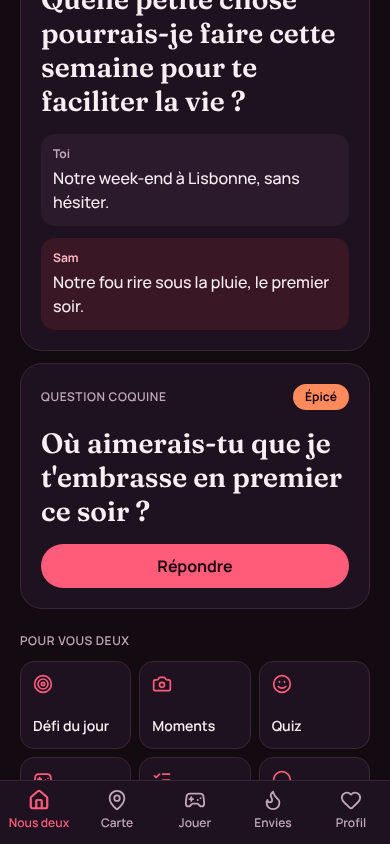 Quelle petite chose
pourrais-je faire cette
semaine pour te
faciliter la vie ?
Toi
Notre week-end à Lisbonne, sans
hésiter.
Sam
Notre fou rire sous la pluie, le premier
soir.
QUESTION COQUINE
Épicé
Où aimerais-tu que je
t'embrasse en premier
ce soir ?
Répondre
POUR VOUS DEUX
Défi du jour
Moments
Quiz
Nous deux
Carte
Jouer
Envies
Profil